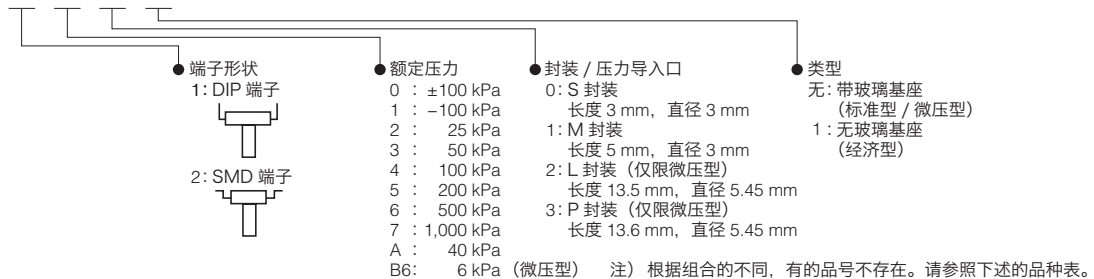 ● 端子形状
1: DIP 端子
2: SMD 端子
● 额定压力
0 : ±100 kPa
1 : –100 kPa
2 : 25 kPa
3 : 50 kPa
4 : 100 kPa
5 : 200 kPa
6 : 500 kPa
7 : 1,000 kPa
A : 40 kPa
B6: 6 kPa（微压型）
● 封装 / 压力导入口
0: S 封装
长度 3 mm，直径 3 mm
1: M 封装
长度 5 mm，直径 3 mm
2: L 封装（仅限微压型）
长度 13.5 mm，直径 5.45 mm
3: P 封装（仅限微压型）
长度 13.6 mm，直径 5.45 mm
● 类型
无: 带玻璃基座
（标准型 / 微压型）
1 : 无玻璃基座
（经济型）
注）根据组合的不同，有的品号不存在。请参照下述的品种表。